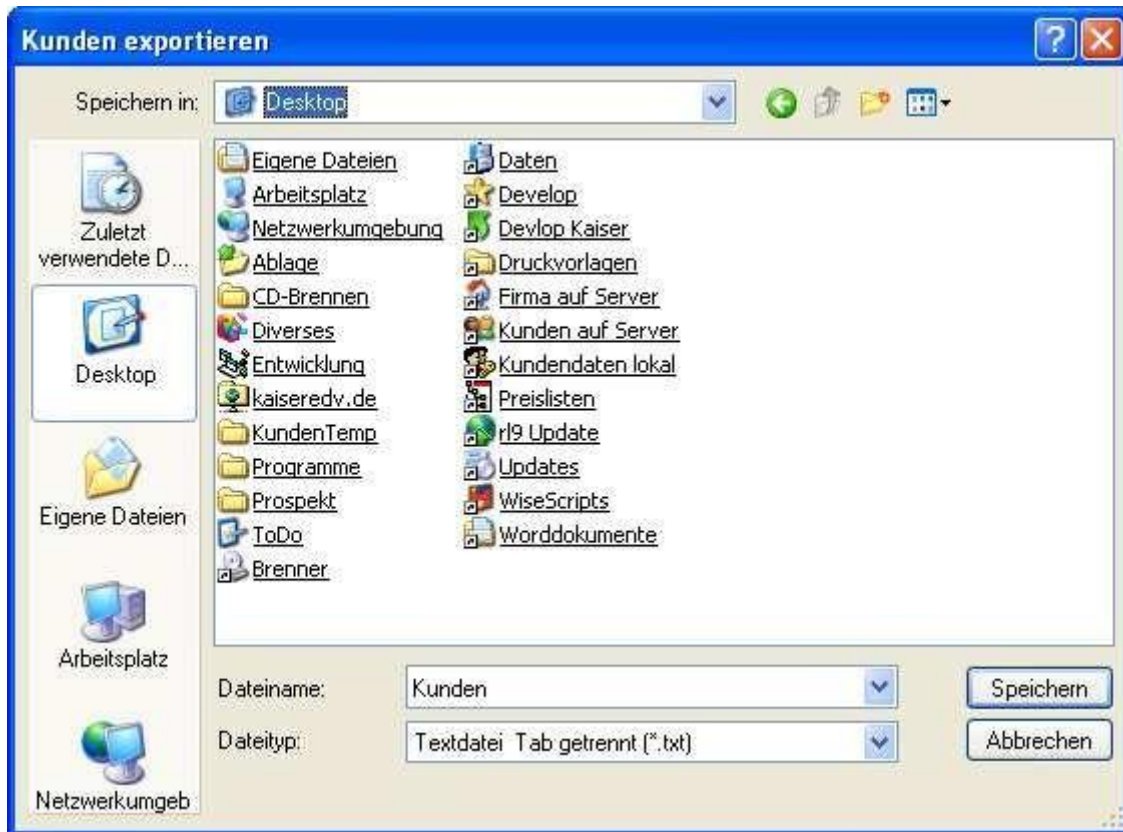 Kunden exportieren
Speichern in:
Desktop
Zuletzt
verwendete D...
Desktop
Eigene Dateien
Arbeitsplatz
Netzwerkumgeb
Eigene Dateien
Arbeitsplatz
Netzwerkumgebung
Ablage
CD-Brennen
Diverses
Entwicklung
kaiseredv.de
KundenTemp
Programme
Prospekt
ToDo
Brenner
Daten
Develop
Devlop Kaiser
Druckvorlagen
Firma auf Server
Kunden auf Server
Kundendaten lokal
Preislisten
rl9 Update
Updates
WiseScripts
Worddokumente
Dateiname:
Kunden
Speichern
Dateityp:
Textdatei Tab getrennt (*.txt)
Abbrechen